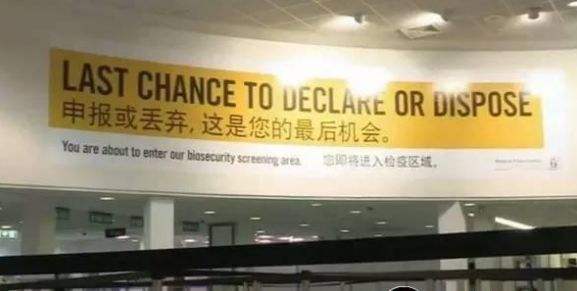 LAST CHANCE TO DECLARE OR DISPOSE
申报或丢弃，这是您的最后机会。
You are about to enter our biosecurity screening area. 您即将进入检疫区域。